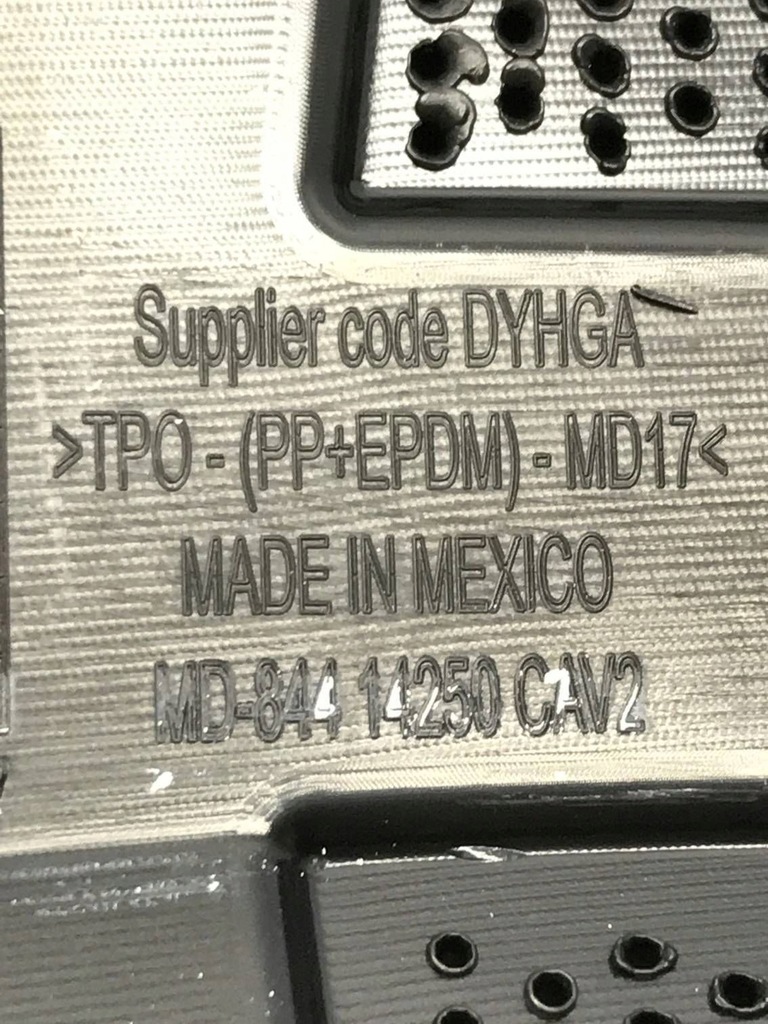 Supplier code DYHGA
>TPO - (PP+EPDM) - MD17<
MADE IN MEXICO
MD-844 14250 CAV2